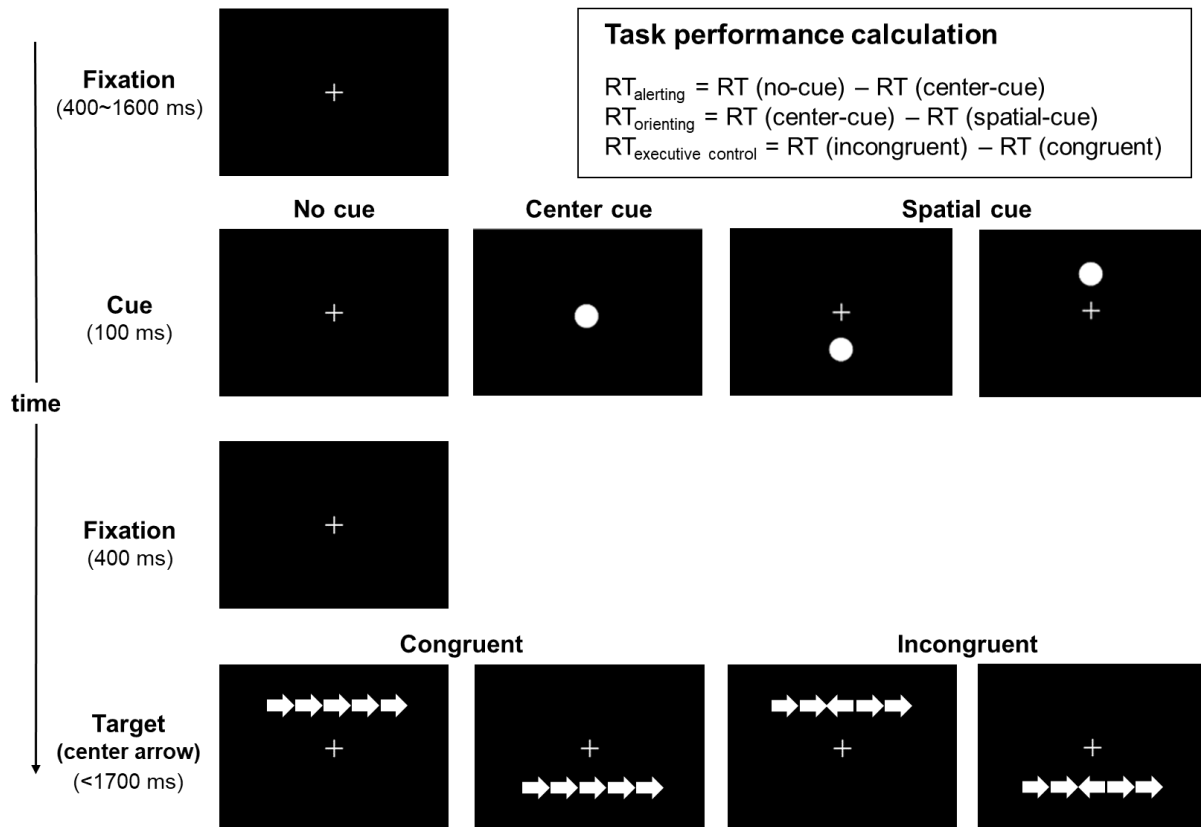 Task performance calculation
RTalerting = RT (no-cue) – RT (center-cue)
RTorienting = RT (center-cue) – RT (spatial-cue)
RTexecutive control = RT (incongruent) – RT (congruent)
Fixation
(400~1600 ms)
No cue
Center cue
Spatial cue
Cue
(100 ms)
time
Fixation
(400 ms)
Congruent
Incongruent
Target
(center arrow)
(<1700 ms)